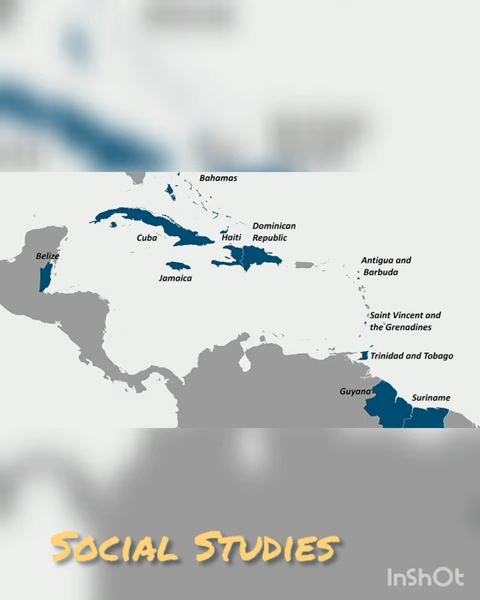 Bahamas
Cuba
Haiti
Dominican
Republic
Belize
Jamaica
Antigua and
Barbuda
Saint Vincent and
the Grenadines
Trinidad and Tobago
Guyana
Suriname
Social Studies
InShOt